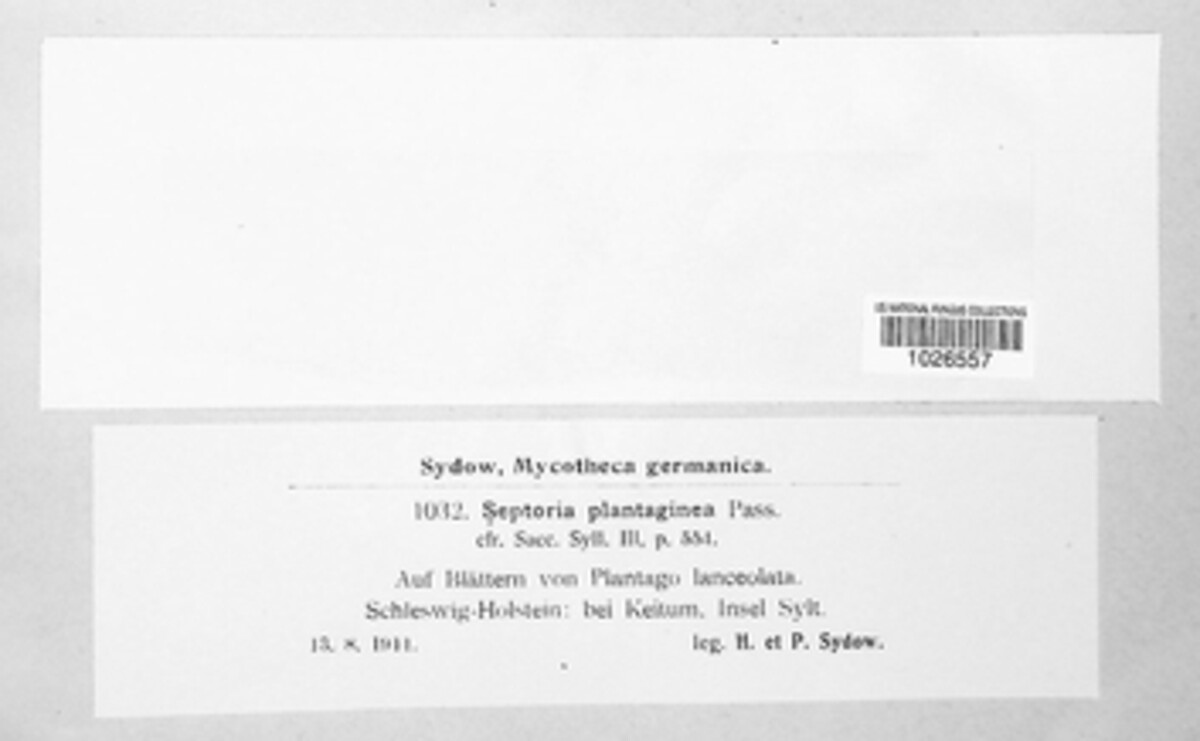 US NATIONAL FUNGUS COLLECTIONS
1026557
Sydow, Mycotheca germanica.
1032. Septoria plantaginea Pass.
cfr. Sacc. Syll. III, p. 554.
Auf Blättern von Plantago lanceolata.
Schleswig-Holstein: bei Keitum, Insel Sylt.
8. 1911. leg. H. et P. Sydow.